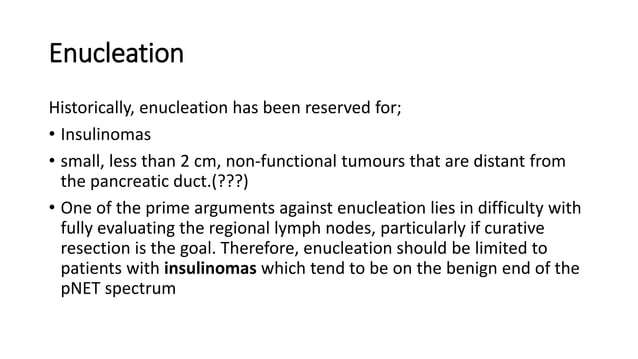 Enucleation
Historically, enucleation has been reserved for;
• Insulinomas
• small, less than 2 cm, non-functional tumours that are distant from
the pancreatic duct.(???)
• One of the prime arguments against enucleation lies in difficulty with
fully evaluating the regional lymph nodes, particularly if curative
resection is the goal. Therefore, enucleation should be limited to
patients with insulinomas which tend to be on the benign end of the
pNET spectrum